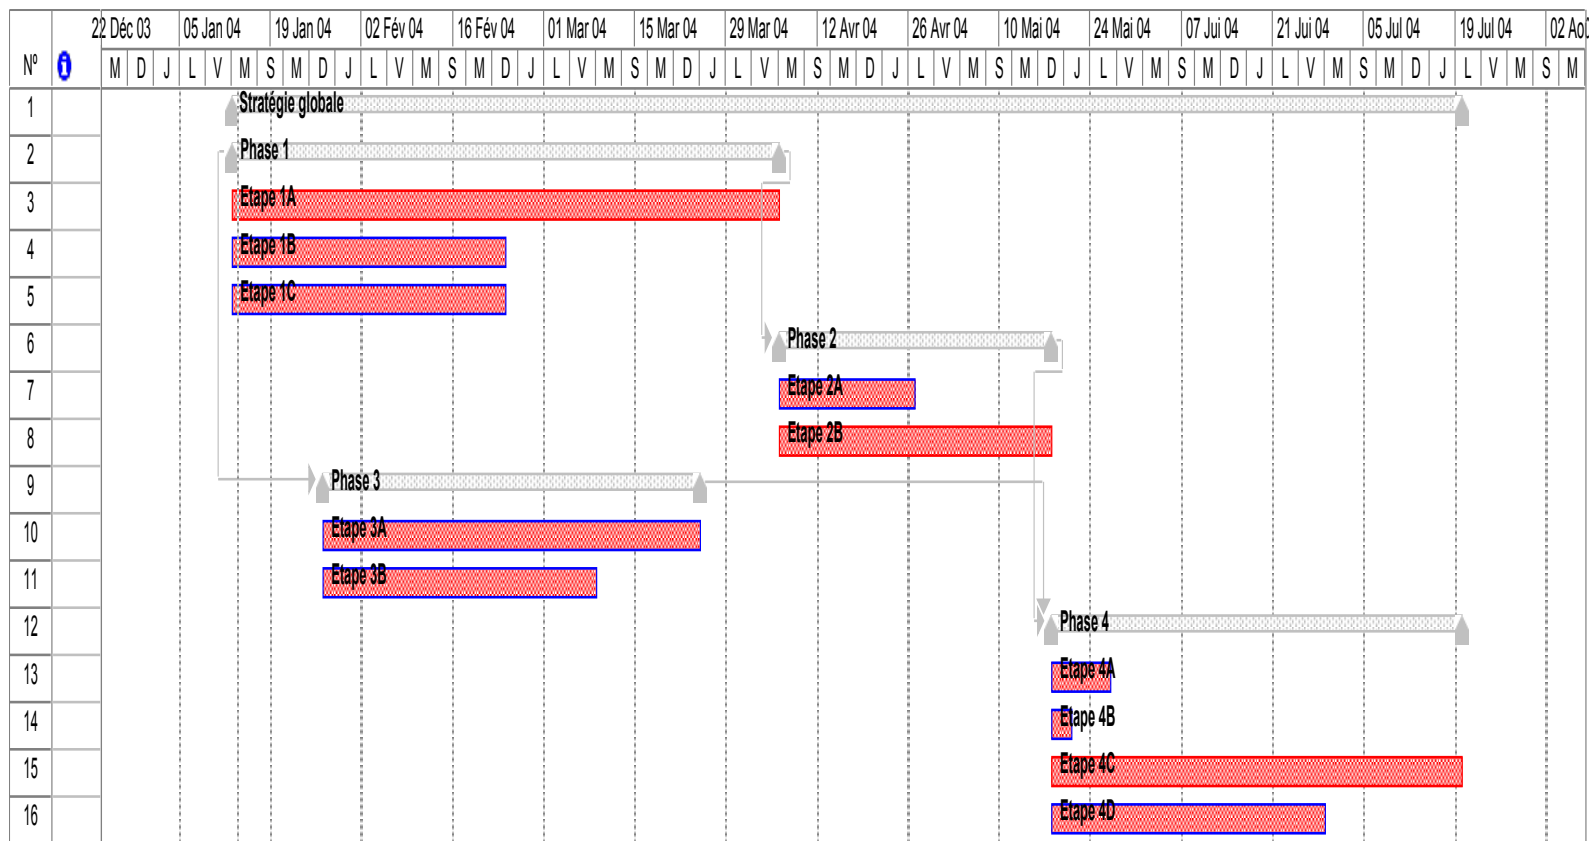 22 Déc 03 05 Jan 04 19 Jan 04 02 Fév 04 16 Fév 04 01 Mar 04 15 Mar 04 29 Mar 04 12 Avr 04 26 Avr 04 10 Mai 04 24 Mai 04 07 Jui 04 21 Jui 04 05 Jul 04 19 Jul 04 02 Aoû
Nº i M D J L V M S M D J L V M S M D J L V M S M D J L V M S M D J L V M S M D J L V M S M D J L V M S M D J L V M S M
1 Stratégie globale
2 Phase 1
3 Etape 1A
4 Etape 1B
5 Etape 1C
6 Phase 2
7 Etape 2A
8 Etape 2B
9 Phase 3
10 Etape 3A
11 Etape 3B
12 Phase 4
13 Etape 4A
14 Etape 4B
15 Etape 4C
16 Etape 4D